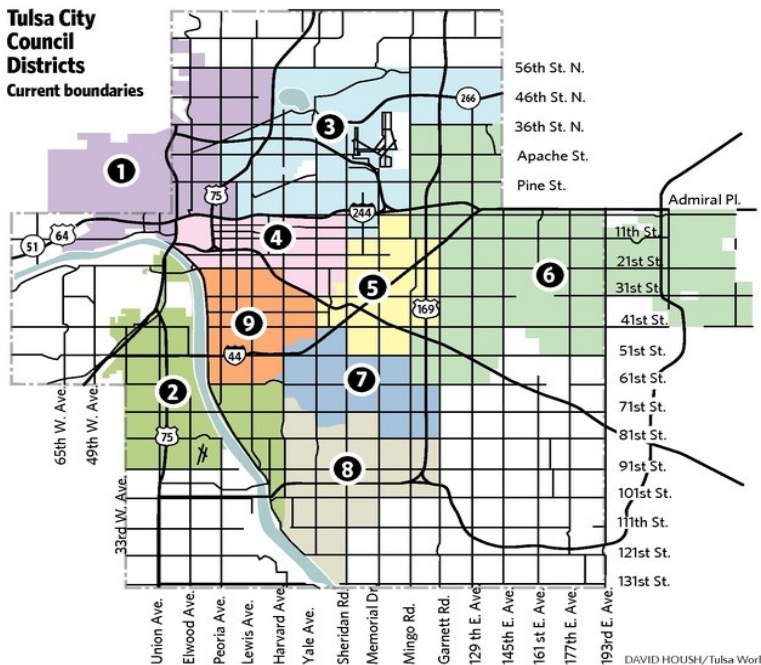 Tulsa City
Council
Districts
Current boundaries
56th St. N.
46th St. N.
266
36th St. N.
3
Apache St.
1
Pine St.
75
Admiral Pl.
244
11th St.
64
51
4
21st St.
6
5
31st St.
169
9
41st St.
44
51st St.
7
61st St.
2
71st St.
75
81st St.
8
91st St.
101st St.
111th St.
121st St.
131st St.
65th W. Ave.
49th W. Ave.
33rd W. Ave.
Union Ave.
Elwood Ave.
Peoria Ave.
Lewis Ave.
Harvard Ave.
Yale Ave.
Sheridan Rd.
Memorial Dr.
Mingo Rd.
Garnett Rd.
129 th E. Ave.
145th E. Ave.
161 st E. Ave.
177th E. Ave.
193rd E. Ave.
DAVID HOUSH/Tulsa Worl